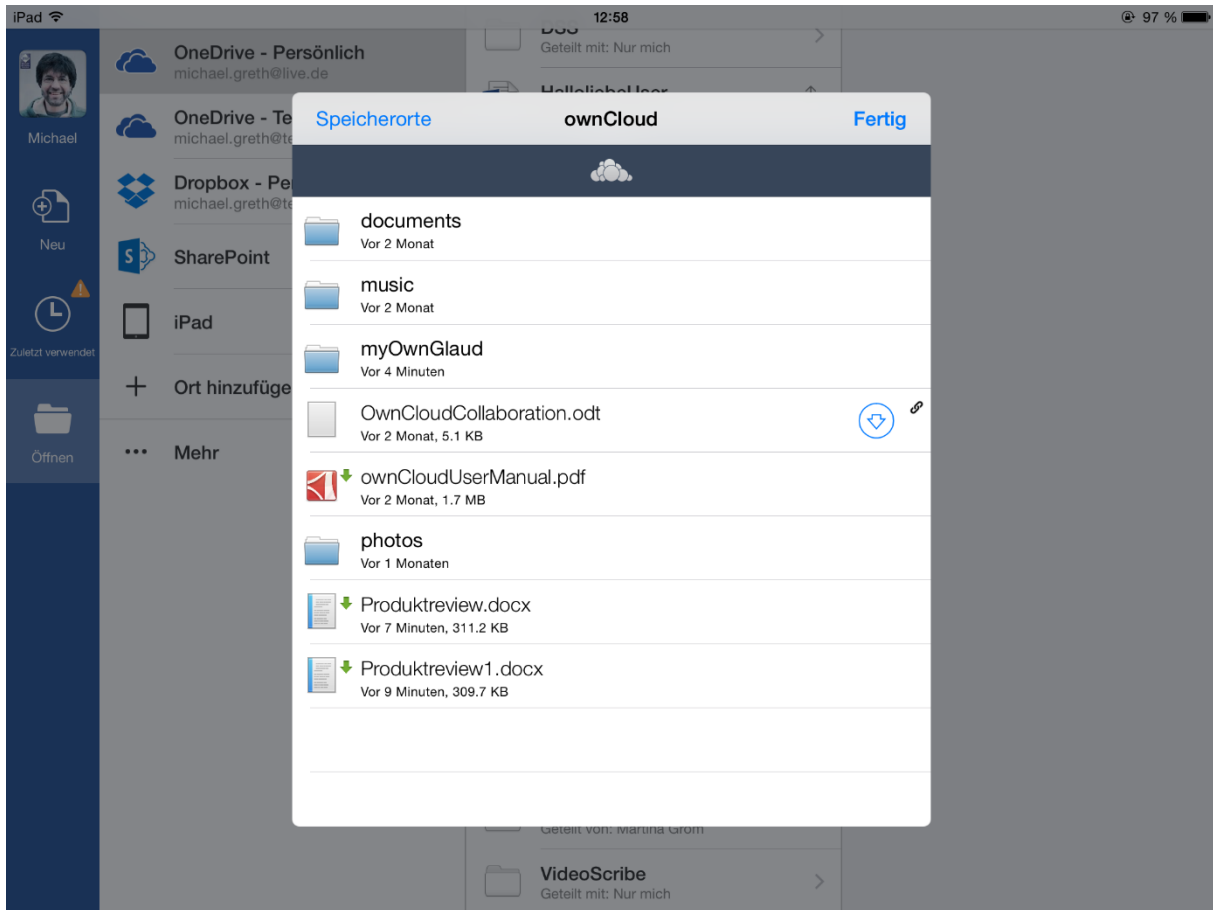 iPad 12:58 97 %
Michael
Neu
Zuletzt verwendet
Öffnen
OneDrive - Persönlich
michael.greth@live.de
OneDrive - Te
michael.greth@te
Dropbox - Per
michael.greth@te
SharePoint
iPad
Ort hinzufüge
Mehr
DSS
Geteilt mit: Nur mich
HalloliebeUser
Speicherorte ownCloud Fertig
documents
Vor 2 Monat
music
Vor 2 Monat
myOwnGlaud
Vor 4 Minuten
OwnCloudCollaboration.odt
Vor 2 Monat, 5.1 KB
ownCloudUserManual.pdf
Vor 2 Monat, 1.7 MB
photos
Vor 1 Monaten
Produktreview.docx
Vor 7 Minuten, 311.2 KB
Produktreview1.docx
Vor 9 Minuten, 309.7 KB
Geteilt von: Martina Grom
VideoScribe
Geteilt mit: Nur mich